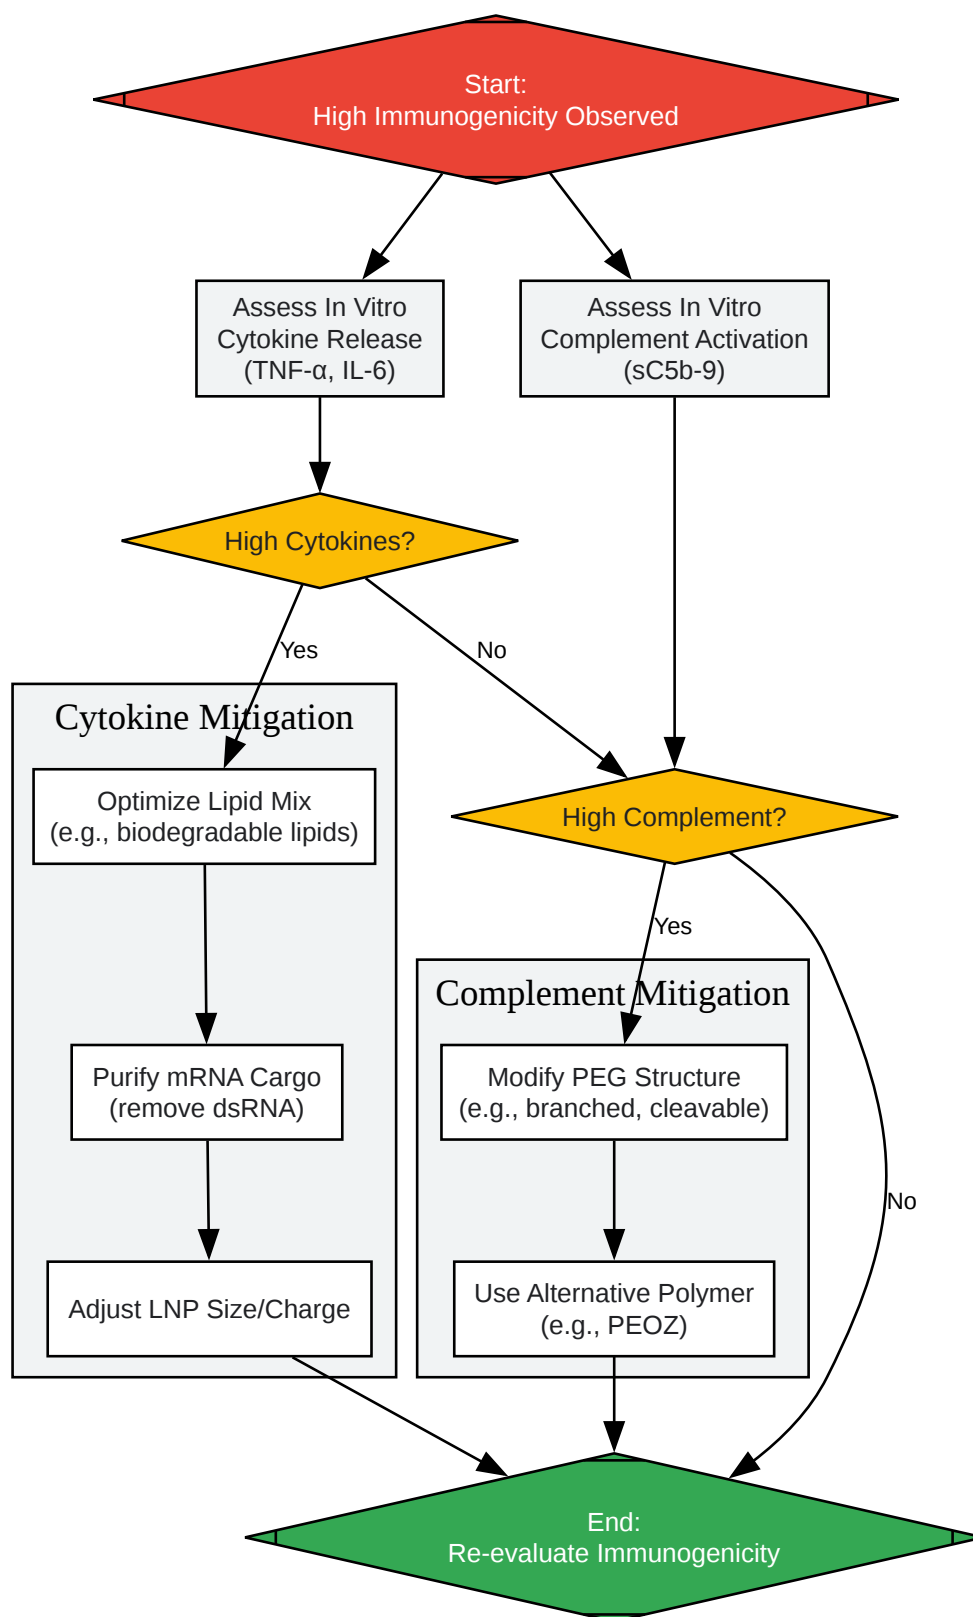 Start:
High Immunogenicity Observed
Assess In Vitro
Cytokine Release
(TNF-α, IL-6)
Assess In Vitro
Complement Activation
(sC5b-9)
High Cytokines?
Yes
No
Cytokine Mitigation
Optimize Lipid Mix
(e.g., biodegradable lipids)
High Complement?
Yes
Complement Mitigation
Purify mRNA Cargo
(remove dsRNA)
Modify PEG Structure
(e.g., branched, cleavable)
No
Adjust LNP Size/Charge
Use Alternative Polymer
(e.g., PEOZ)
End:
Re-evaluate Immunogenicity